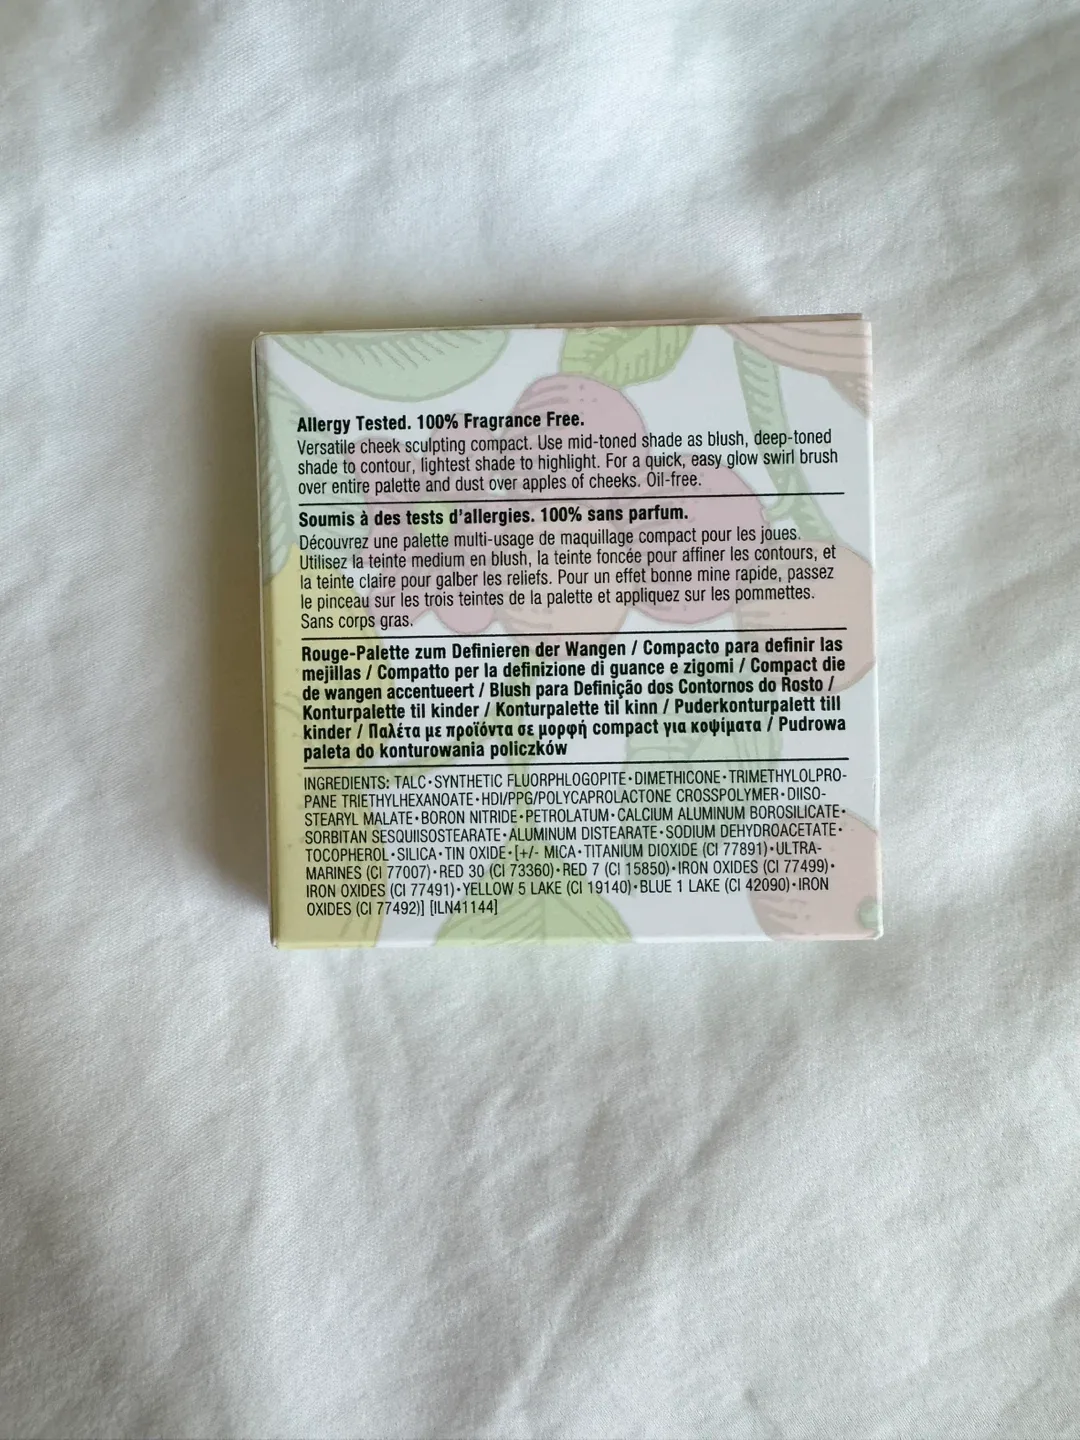 Allergy Tested. 100% Fragrance Free.
Versatile cheek sculpting compact. Use mid-toned shade as blush, deep-toned
shade to contour, lightest shade to highlight. For a quick, easy glow swirl brush
over entire palette and dust over apples of cheeks. Oil-free.
Soumis à des tests d'allergies. 100% sans parfum.
Découvrez une palette multi-usage de maquillage compact pour les joues.
Utilisez la teinte medium en blush, la teinte foncée pour affiner les contours, et
la teinte claire pour galber les reliefs. Pour un effet bonne mine rapide, passez
le pinceau sur les trois teintes de la palette et appliquez sur les pommettes.
Sans corps gras.
Rouge-Palette zum Definieren der Wangen / Compacto para definir las
mejillas / Compatto per la definizione di guance e zigomi / Compact die
de wangen accentueert / Blush para Definição dos Contornos do Rosto /
Konturpalette til kinder / Konturpalette til kinn / Puderkonturpalett till
kinder / Παλέτα με προϊόντα σε μορφή compact για κοψίματα / Pudrowa
paleta do konturowania policzków
INGREDIENTS: TALC•SYNTHETIC FLUORPHLOGOPITE•DIMETHICONE•TRIMETHYLOLPRO-
PANE TRIETHYLHEXANOATE•HDI/PPG/POLYCAPROLACTONE CROSSPOLYMER•DIISO-
STEARYL MALATE•BORON NITRIDE•PETROLATUM•CALCIUM ALUMINUM BOROSILICATE•
SORBITAN SESQUIISOSTEARATE•ALUMINUM DISTEARATE•SODIUM DEHYDROACETATE•
TOCOPHEROL•SILICA•TIN OXIDE•[+/- MICA•TITANIUM DIOXIDE (CI 77891)•ULTRA-
MARINES (CI 77007)•RED 30 (CI 73360)•RED 7 (CI 15850)•IRON OXIDES (CI 77499)•
IRON OXIDES (CI 77491)•YELLOW 5 LAKE (CI 19140)•BLUE 1 LAKE (CI 42090)•IRON
OXIDES (CI 77492)] [ILN41144]